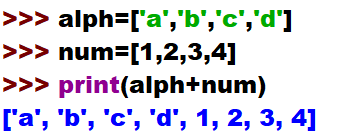 >>> alph=['a','b','c','d']
>>> num=[1,2,3,4]
>>> print(alph+num)
['a', 'b', 'c', 'd', 1, 2, 3, 4]